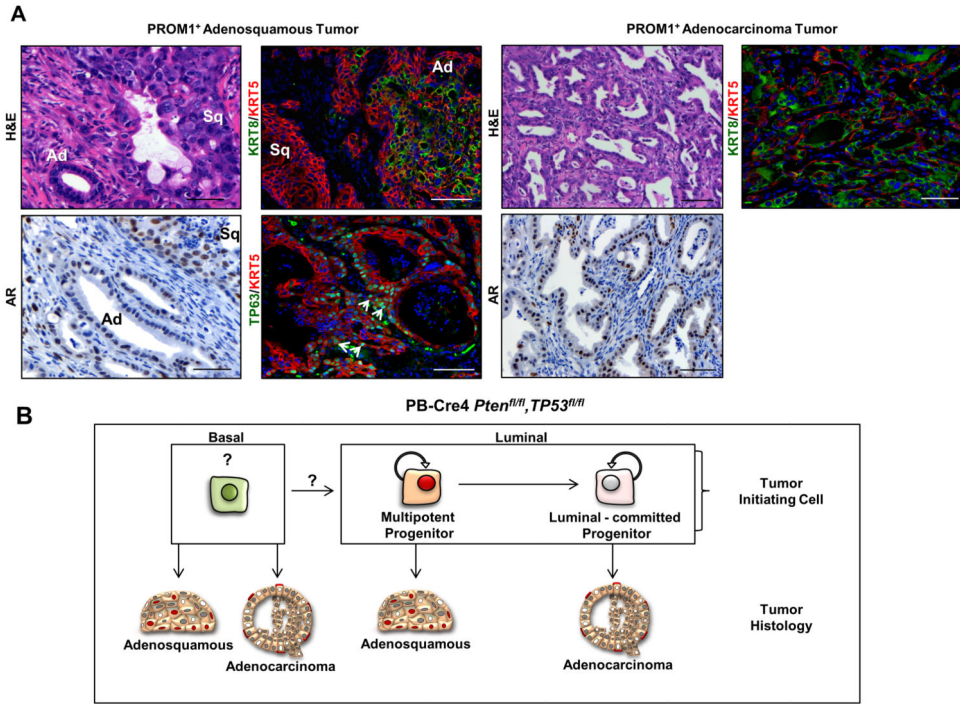 A
PROM1⁺ Adenosquamous Tumor
PROM1⁺ Adenocarcinoma Tumor
H&E
Sq
Ad
KRT8/KRT5
Ad
Sq
H&E
KRT8/KRT5
AR
Sq
Ad
TP63/KRT5
AR
B
PB-Cre4 Ptenfl/fl,TP53fl/fl
Basal
Luminal
?
?
Multipotent
Progenitor
Luminal - committed
Progenitor
Tumor
Initiating Cell
Adenosquamous
Adenocarcinoma
Adenosquamous
Adenocarcinoma
Tumor
Histology